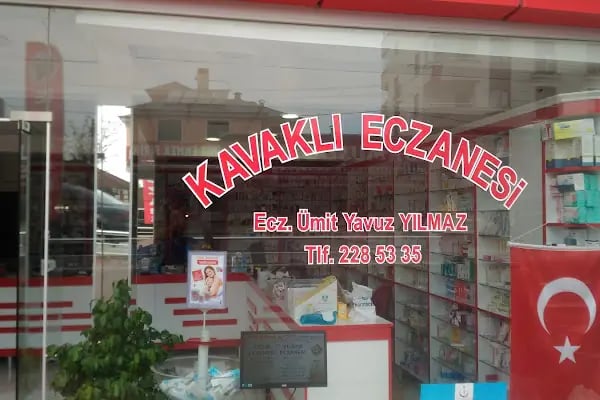 KAVAKLI ECZANESİ
Ecz. Ümit Yavuz YILMAZ
Tlf. 228 53 35